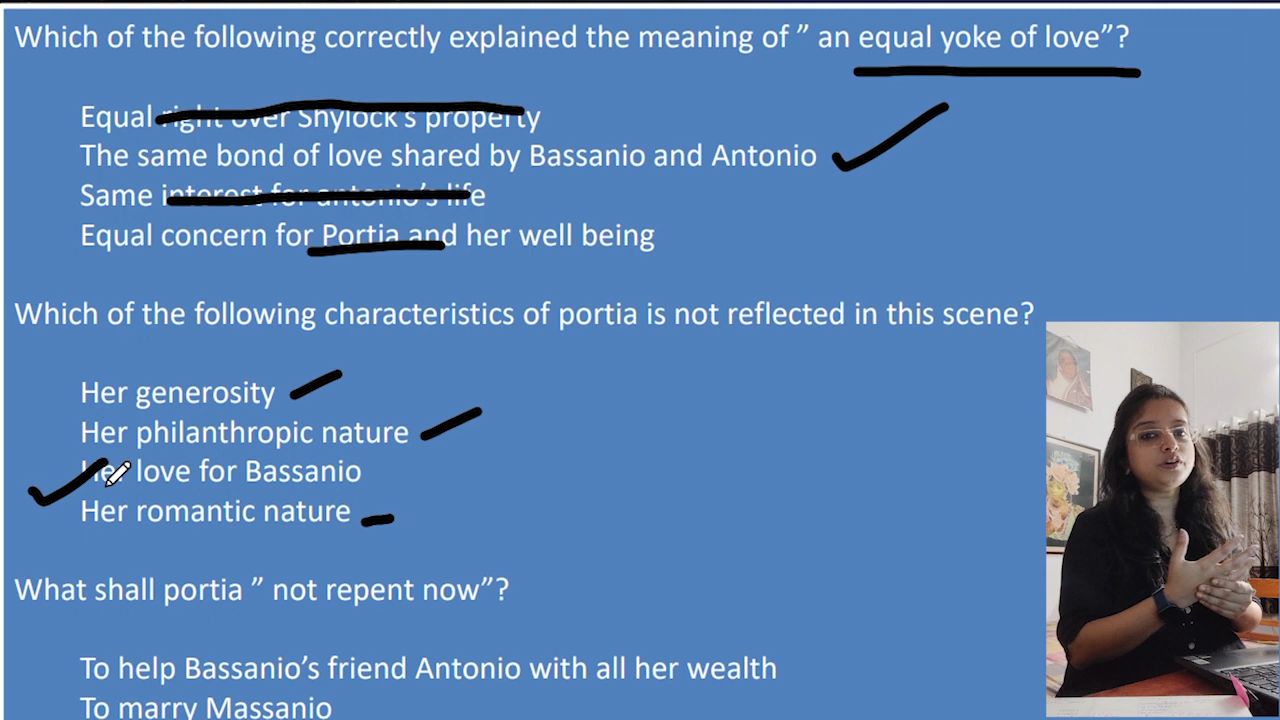 Which of the following correctly explained the meaning of ” an equal yoke of love”?
Equal right over Shylock's property
The same bond of love shared by Bassanio and Antonio
Same interest for antonio’s life
Equal concern for Portia and her well being
Which of the following characteristics of portia is not reflected in this scene?
Her generosity
Her philanthropic nature
Her love for Bassanio
Her romantic nature
What shall portia ” not repent now”?
To help Bassanio’s friend Antonio with all her wealth
To marry Massanio